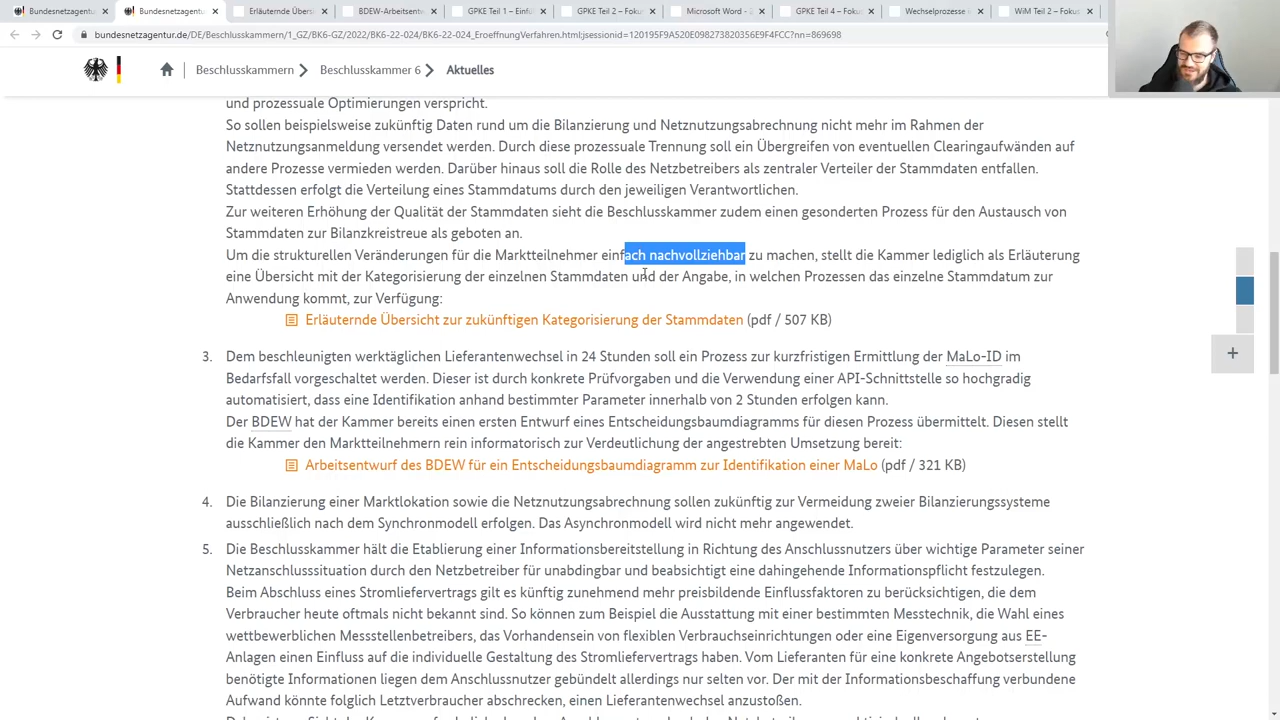 Bundesnetzagentur
Bundesnetzagentur
Erläuternde Übersi
BDEW-Arbeitsentw
GPKE Teil 1 – Einfü
GPKE Teil 2 – Fokus
Microsoft Word - B
GPKE Teil 4 – Fokus
Wechselprozesse
WiM Teil 2 – Fokus
bundesnetzagentur.de/DE/Beschlusskammern/1_GZ/BK6-GZ/2022/BK6-22-024/BK6-22-024_EroeffnungVerfahren.html;jsessionid=120195F9A520E098273820356E9F4FCC?nn=869698
Beschlusskammern
Beschlusskammer 6
Aktuelles
und prozessuale Optimierungen verspricht.
So sollen beispielsweise zukünftig Daten rund um die Bilanzierung und Netznutzungsabrechnung nicht mehr im Rahmen der
Netznutzungsanmeldung versendet werden. Durch diese prozessuale Trennung soll ein Übergreifen von eventuellen Clearingaufwänden auf
andere Prozesse vermieden werden. Darüber hinaus soll die Rolle des Netzbetreibers als zentraler Verteiler der Stammdaten entfallen.
Stattdessen erfolgt die Verteilung eines Stammdatums durch den jeweiligen Verantwortlichen.
Zur weiteren Erhöhung der Qualität der Stammdaten sieht die Beschlusskammer zudem einen gesonderten Prozess für den Austausch von
Stammdaten zur Bilanzkreistreue als geboten an.
Um die strukturellen Veränderungen für die Marktteilnehmer einfach nachvollziehbar zu machen, stellt die Kammer lediglich als Erläuterung
eine Übersicht mit der Kategorisierung der einzelnen Stammdaten und der Angabe, in welchen Prozessen das einzelne Stammdatum zur
Anwendung kommt, zur Verfügung:
Erläuternde Übersicht zur zukünftigen Kategorisierung der Stammdaten (pdf / 507 KB)
3. Dem beschleunigten werktäglichen Lieferantenwechsel in 24 Stunden soll ein Prozess zur kurzfristigen Ermittlung der MaLo-ID im
Bedarfsfall vorgeschaltet werden. Dieser ist durch konkrete Prüfvorgaben und die Verwendung einer API-Schnittstelle so hochgradig
automatisiert, dass eine Identifikation anhand bestimmter Parameter innerhalb von 2 Stunden erfolgen kann.
Der BDEW hat der Kammer bereits einen ersten Entwurf eines Entscheidungsbaumdiagramms für diesen Prozess übermittelt. Diesen stellt
die Kammer den Marktteilnehmern rein informatorisch zur Verdeutlichung der angestrebten Umsetzung bereit:
Arbeitsentwurf des BDEW für ein Entscheidungsbaumdiagramm zur Identifikation einer MaLo (pdf / 321 KB)
4. Die Bilanzierung einer Marktlokation sowie die Netznutzungsabrechnung sollen zukünftig zur Vermeidung zweier Bilanzierungssysteme
ausschließlich nach dem Synchronmodell erfolgen. Das Asynchronmodell wird nicht mehr angewendet.
5. Die Beschlusskammer hält die Etablierung einer Informationsbereitstellung in Richtung des Anschlussnutzers über wichtige Parameter seiner
Netzanschlusssituation durch den Netzbetreiber für unabdingbar und beabsichtigt eine dahingehende Informationspflicht festzulegen.
Beim Abschluss eines Stromliefervertrags gilt es künftig zunehmend mehr preisbildende Einflussfaktoren zu berücksichtigen, die dem
Verbraucher heute oftmals nicht bekannt sind. So können zum Beispiel die Ausstattung mit einer bestimmten Messtechnik, die Wahl eines
wettbewerblichen Messstellenbetreibers, das Vorhandensein von flexiblen Verbrauchseinrichtungen oder eine Eigenversorgung aus EE-
Anlagen einen Einfluss auf die individuelle Gestaltung des Stromliefervertrags haben. Vom Lieferanten für eine konkrete Angebotserstellung
benötigte Informationen liegen dem Anschlussnutzer gebündelt allerdings nur selten vor. Der mit der Informationsbeschaffung verbundene
Aufwand könnte folglich Letztverbraucher abschrecken, einen Lieferantenwechsel anzustoßen.